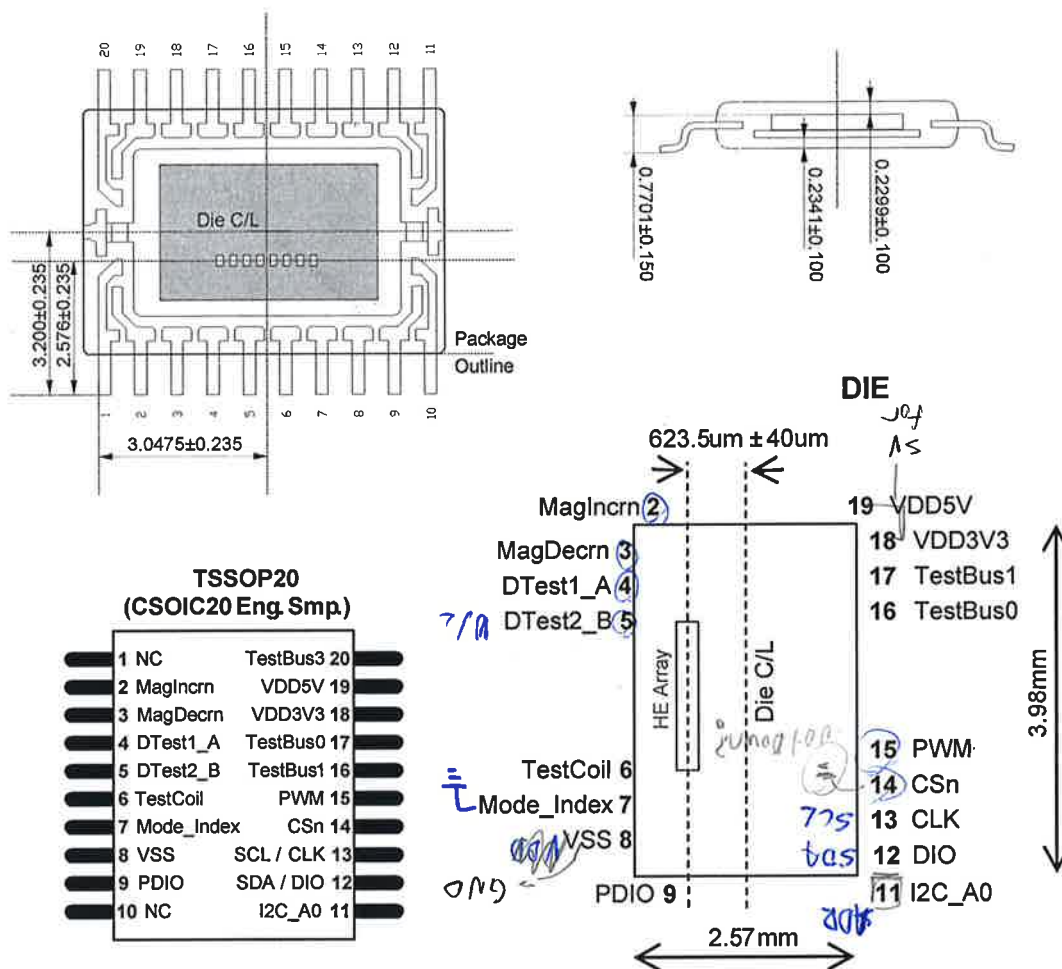 20 19 18 17 16 15 14 13 12 11
Die C/L
3.200±0.235
2.576±0.235
Package
Outline
1 2 3 4 5 6 7 8 9 10
3.0475±0.235
0.7701±0.150
0.2341±0.100
0.2299±0.100
TSSOP20
(CSOIC20 Eng. Smp.)
1 NC TestBus3 20
2 MagIncrn VDD5V 19
3 MagDecrn VDD3V3 18
4 DTest1_A TestBus0 17
5 DTest2_B TestBus1 16
6 TestCoil PWM 15
7 Mode_Index CSn 14
8 VSS SCL / CLK 13
9 PDIO SDA / DIO 12
10 NC I2C_A0 11
DIE
for
5V
623.5um ±40um
MagIncrn 2
19 VDD5V
MagDecrn 3
18 VDD3V3
DTest1_A 4
17 TestBus1
DTest2_B 5
16 TestBus0
HE Array
Die C/L
3.98mm
15 PWM
TestCoil 6
14 CSn
Mode_Index 7
SCL 13 CLK
VSS 8
SDA 12 DIO
GND
PDIO 9
11 I2C_A0
ADR
2.57mm